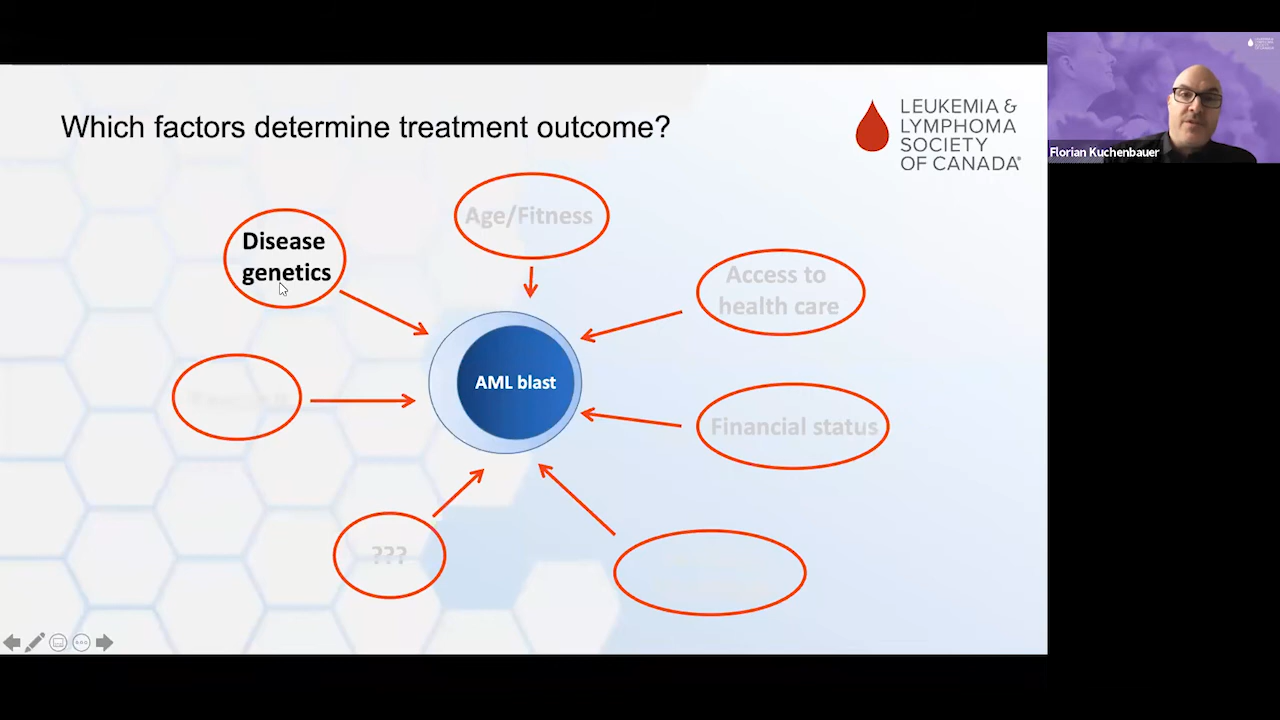 Which factors determine treatment outcome?
LEUKEMIA &
LYMPHOMA
SOCIETY
OF CANADA®
Florian Kuchenbauer
Age/Fitness
Disease
genetics
Access to
health care
AML blast
Financial status
???